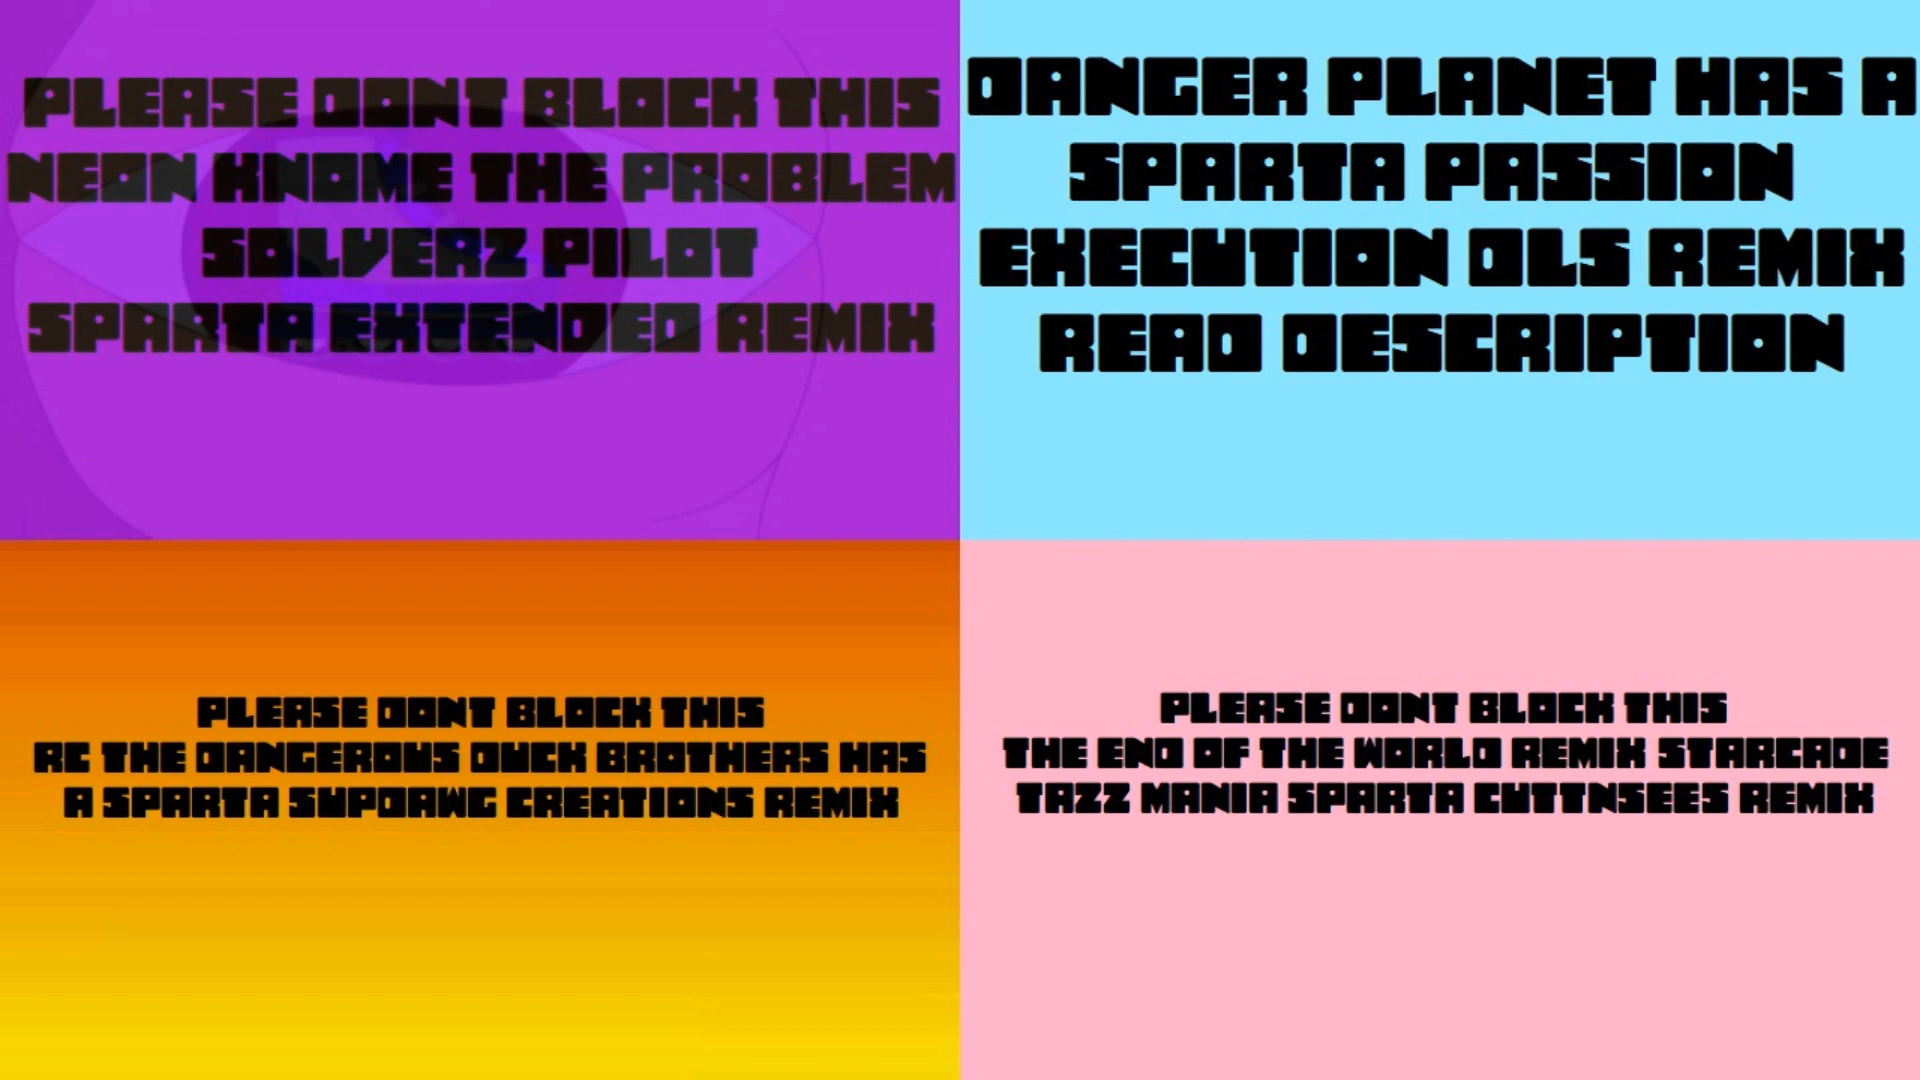 PLEASE DONT BLOCK THIS
NEON KNOME THE PROBLEM
SOLVERZ PILOT
SPARTA EXTENDED REMIX
DANGER PLANET HAS A
SPARTA PASSION
EXECUTION DLS REMIX
READ DESCRIPTION
PLEASE DONT BLOCK THIS
RC THE DANGEROUS DUCK BROTHERS HAS
A SPARTA SUPDAWG CREATIONS REMIX
PLEASE DONT BLOCK THIS
THE END OF THE WORLD REMIX STARCADE
TAZZ MANIA SPARTA CUTTNSEES REMIX